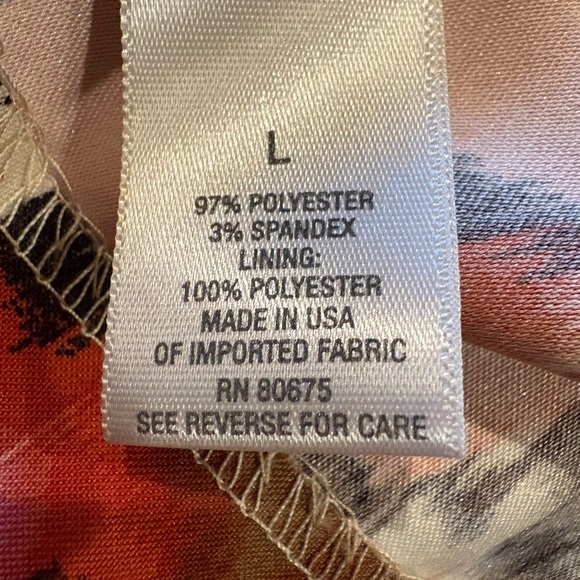 L
97% POLYESTER
3% SPANDEX
LINING:
100% POLYESTER
MADE IN USA
OF IMPORTED FABRIC
RN 80675
SEE REVERSE FOR CARE